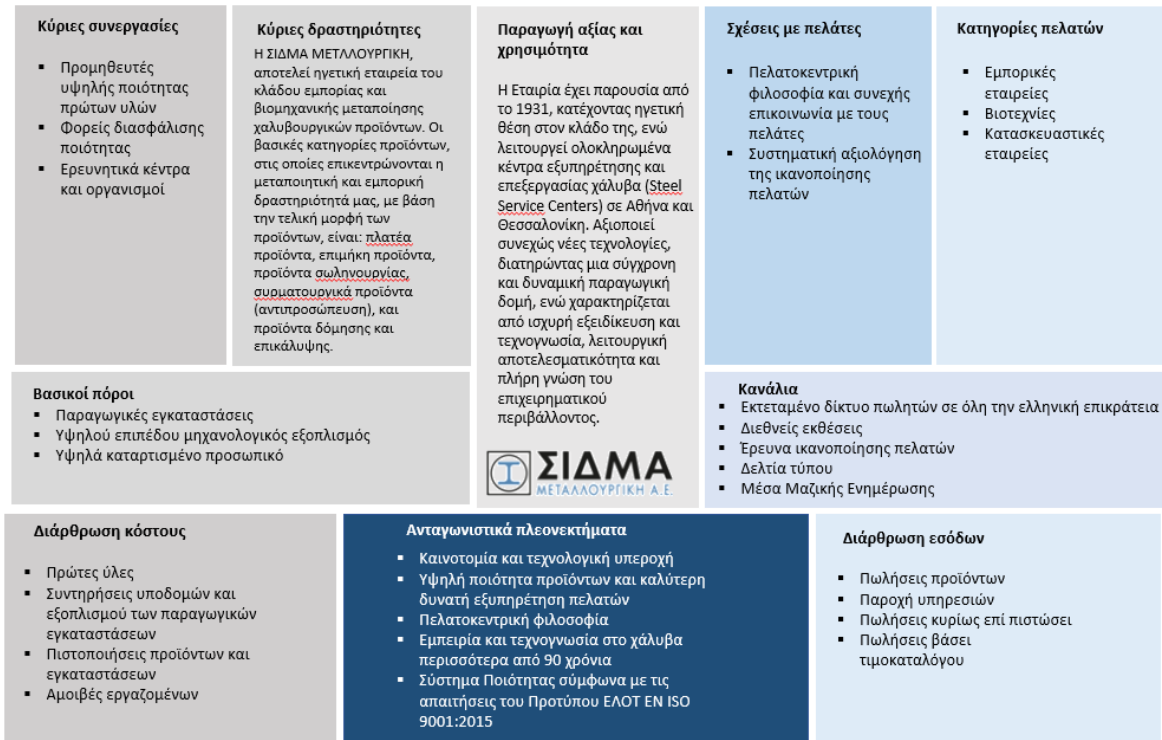 Κύριες συνεργασίες
▪ Προμηθευτές
υψηλής ποιότητας
πρώτων υλών
▪ Φορείς διασφάλισης
ποιότητας
▪ Ερευνητικά κέντρα
και οργανισμοί
Κύριες δραστηριότητες
Η ΣΙΔΜΑ ΜΕΤΛΛΟΥΡΓΙΚΗ,
αποτελεί ηγετική εταιρεία του
κλάδου εμπορίας και
βιομηχανικής μεταποίησης
χαλυβουργικών προϊόντων. Οι
βασικές κατηγορίες προϊόντων,
στις οποίες επικεντρώνονται η
μεταποιητική και εμπορική
δραστηριότητά μας, με βάση
την τελική μορφή των
προϊόντων, είναι: πλατέα
προϊόντα, επιμήκη προϊόντα,
προϊόντα σωληνουργίας,
συρματουργικά προϊόντα
(αντιπροσώπευση), και
προϊόντα δόμησης και
επικάλυψης.
Παραγωγή αξίας και
χρησιμότητα
Η Εταιρία έχει παρουσία από
το 1931, κατέχοντας ηγετική
θέση στον κλάδο της, ενώ
λειτουργεί ολοκληρωμένα
κέντρα εξυπηρέτησης και
επεξεργασίας χάλυβα (Steel
Service Centers) σε Αθήνα και
Θεσσαλονίκη. Αξιοποιεί
συνεχώς νέες τεχνολογίες,
διατηρώντας μια σύγχρονη
και δυναμική παραγωγική
δομή, ενώ χαρακτηρίζεται
από ισχυρή εξειδίκευση και
τεχνογνωσία, λειτουργική
αποτελεσματικότητα και
πλήρη γνώση του
επιχειρηματικού
περιβάλλοντος.
ΣΙΔΜΑ
ΜΕΤΑΛΛΟΥΡΓΙΚΗ Α.Ε.
Σχέσεις με πελάτες
▪ Πελατοκεντρική
φιλοσοφία και συνεχής
επικοινωνία με τους
πελάτες
▪ Συστηματική αξιολόγηση
της ικανοποίησης
πελατών
Κατηγορίες πελατών
▪ Εμπορικές
εταιρείες
▪ Βιοτεχνίες
▪ Κατασκευαστικές
εταιρείες
Βασικοί πόροι
▪ Παραγωγικές εγκαταστάσεις
▪ Υψηλού επιπέδου μηχανολογικός εξοπλισμός
▪ Υψηλά καταρτισμένο προσωπικό
Κανάλια
▪ Εκτεταμένο δίκτυο πωλητών σε όλη την ελληνική επικράτεια
▪ Διεθνείς εκθέσεις
▪ Έρευνα ικανοποίησης πελατών
▪ Δελτία τύπου
▪ Μέσα Μαζικής Ενημέρωσης
Διάρθρωση κόστους
▪ Πρώτες ύλες
▪ Συντηρήσεις υποδομών και
εξοπλισμού των παραγωγικών
εγκαταστάσεων
▪ Πιστοποιήσεις προϊόντων και
εγκαταστάσεων
▪ Αμοιβές εργαζομένων
Ανταγωνιστικά πλεονεκτήματα
▪ Καινοτομία και τεχνολογική υπεροχή
▪ Υψηλή ποιότητα προϊόντων και καλύτερη
δυνατή εξυπηρέτηση πελατών
▪ Πελατοκεντρική φιλοσοφία
▪ Εμπειρία και τεχνογνωσία στο χάλυβα
περισσότερα από 90 χρόνια
▪ Σύστημα Ποιότητας σύμφωνα με τις
απαιτήσεις του Προτύπου ΕΛΟΤ ΕΝ ISO
9001:2015
Διάρθρωση εσόδων
▪ Πωλήσεις προϊόντων
▪ Παροχή υπηρεσιών
▪ Πωλήσεις κυρίως επί πιστώσει
▪ Πωλήσεις βάσει
τιμοκαταλόγου